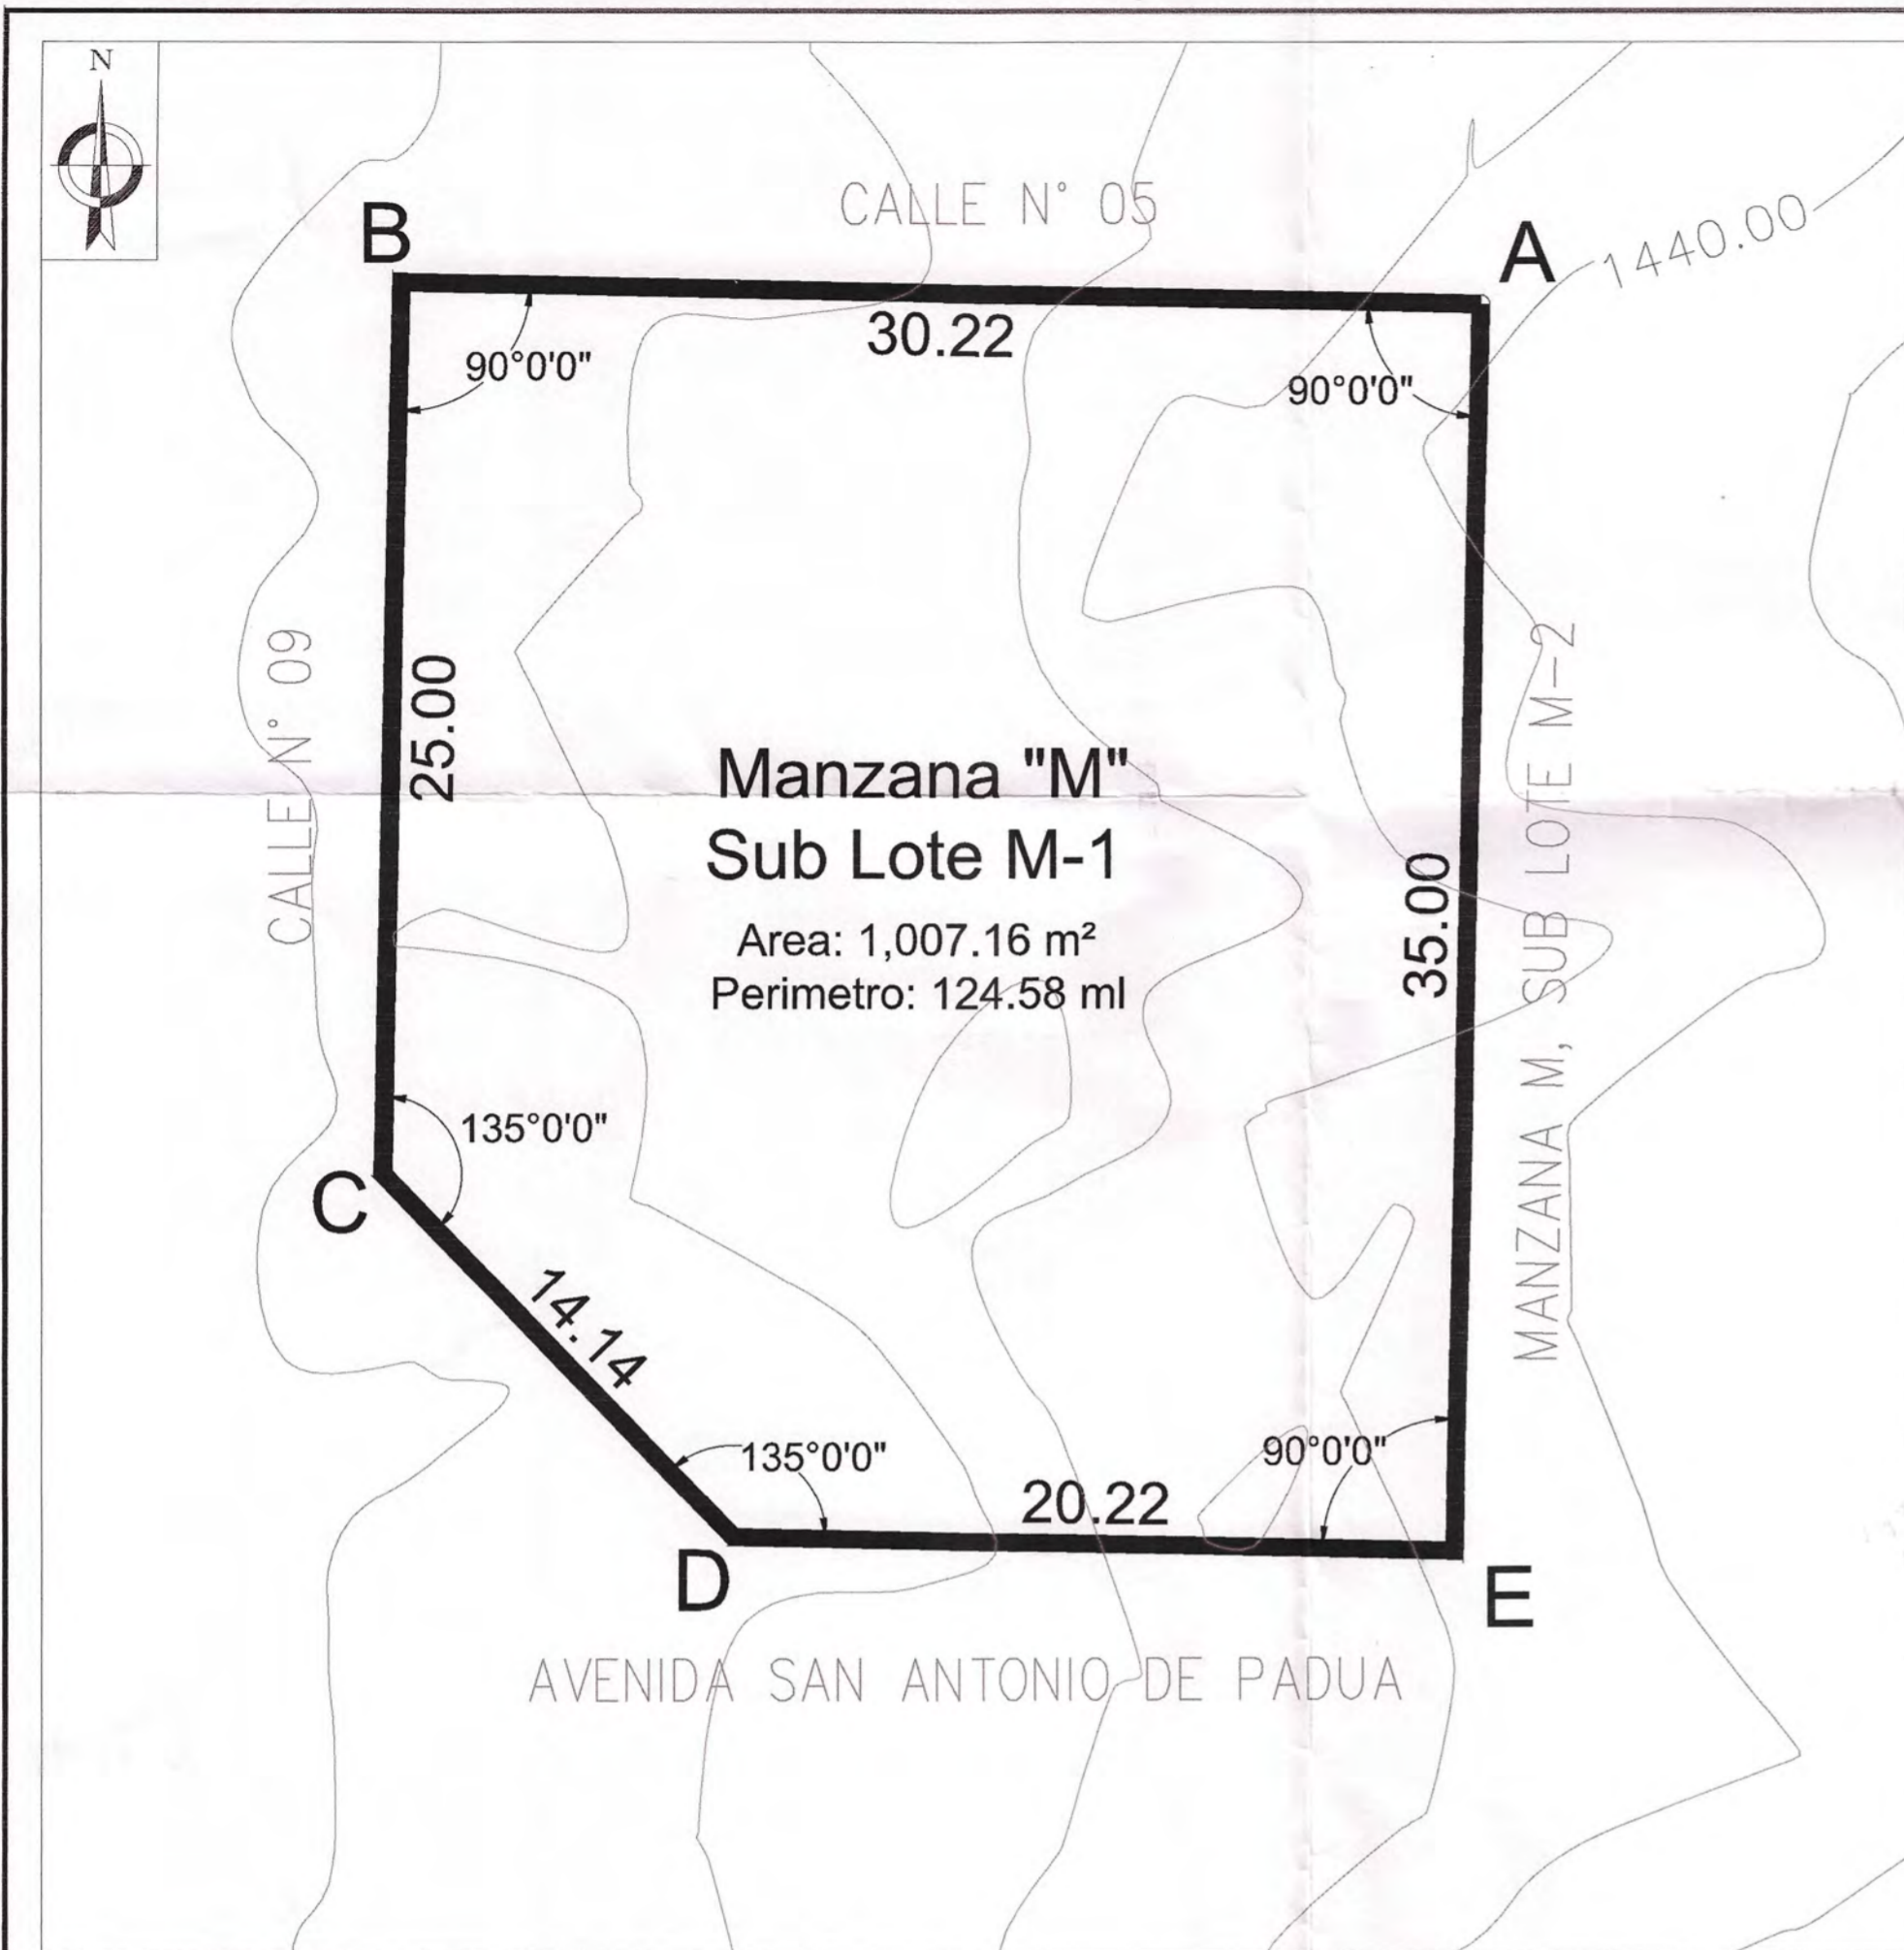 N
CALLE N° 05
B
A
1440.00
30.22
90°0'0"
90°0'0"
CALLE N° 09
25.00
Manzana "M"
Sub Lote M-1
Area: 1,007.16 m²
Perimetro: 124.58 ml
35.00
MANZANA M, SUB LOTE M-2
135°0'0"
C
14.14
135°0'0"
90°0'0"
20.22
D
E
AVENIDA SAN ANTONIO DE PADUA